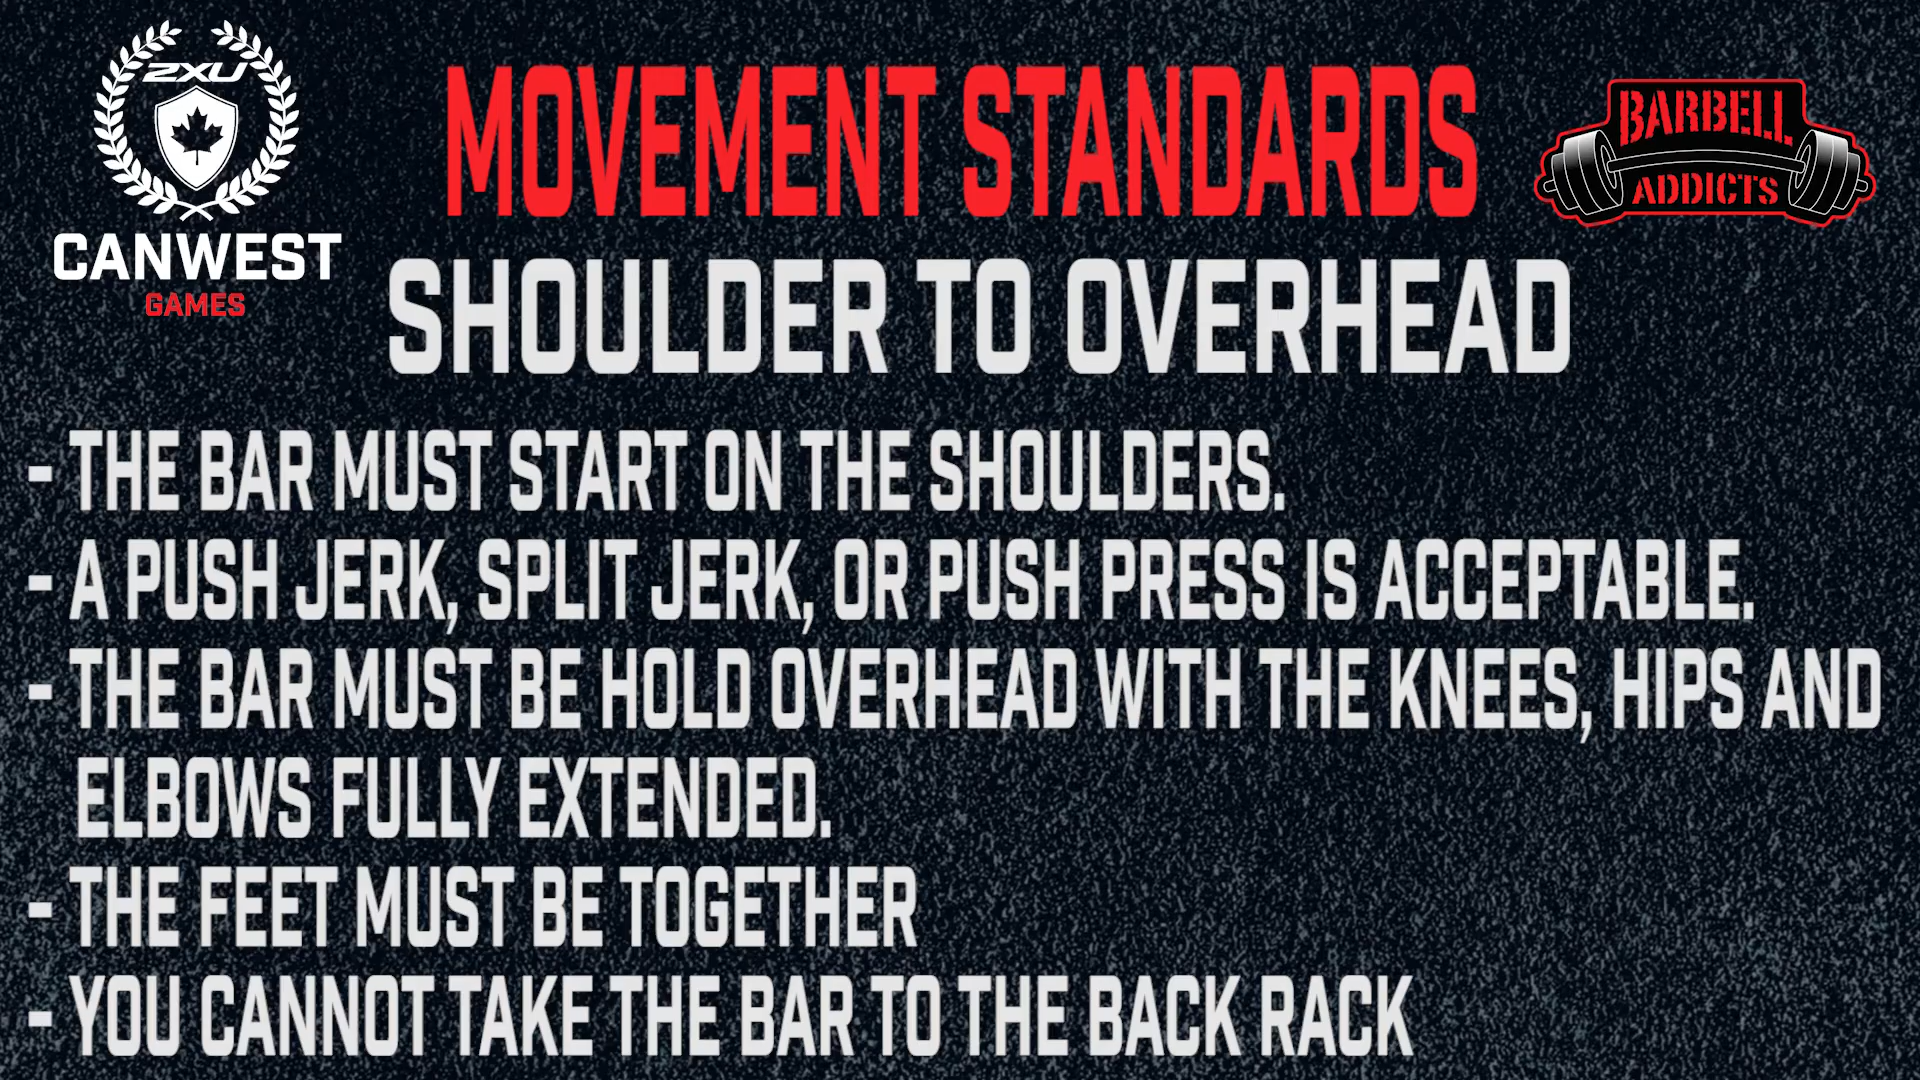 2XU
CANWEST
GAMES
MOVEMENT STANDARDS
BARBELL
ADDICTS
SHOULDER TO OVERHEAD
- THE BAR MUST START ON THE SHOULDERS.
- A PUSH JERK, SPLIT JERK, OR PUSH PRESS IS ACCEPTABLE.
- THE BAR MUST BE HOLD OVERHEAD WITH THE KNEES, HIPS AND
ELBOWS FULLY EXTENDED.
- THE FEET MUST BE TOGETHER
- YOU CANNOT TAKE THE BAR TO THE BACK RACK